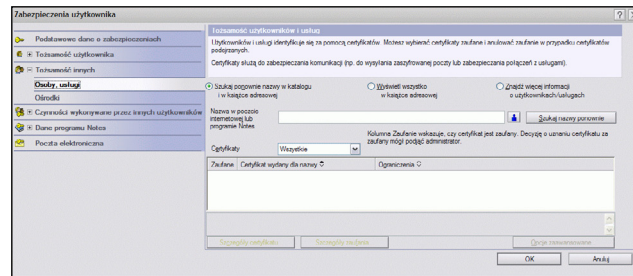 Zabezpieczenia użytkownika
Podstawowe dane o zabezpieczeniach
Tożsamość użytkownika
Tożsamość innych
Osoby, usługi
Ośrodki
Czynności wykonywane przez innych użytkowników
Dane programu Notes
Poczta elektroniczna
Tożsamość użytkowników i usług
Użytkowników i usługi identyfikuje się za pomocą certyfikatów. Możesz wybierać certyfikaty zaufane i anulować zaufanie w przypadku certyfikatów
podejrzanych.
Certyfikaty służą do zabezpieczania komunikacji (np. do wysyłania zaszyfrowanej poczty lub zabezpieczania połączeń z usługami).
Szukaj ponownie nazwy w katalogu
i w książce adresowej
Wyświetl wszystko
w książce adresowej
Znajdź więcej informacji
o użytkownikach/usługach
Nazwa w poczcie
internetowej lub
programie Notes
Szukaj nazwy ponownie
Kolumna Zaufanie wskazuje, czy certyfikat jest zaufany. Decyzję o uznaniu certyfikatu za
zaufany mógł podjąć administrator.
Certyfikaty
Wszystkie
Zaufane
Certyfikat wydany dla nazwy
Ograniczenia
Szczegóły certyfikatu
Szczegóły zaufania
Opcje zaawansowane
OK
Anuluj